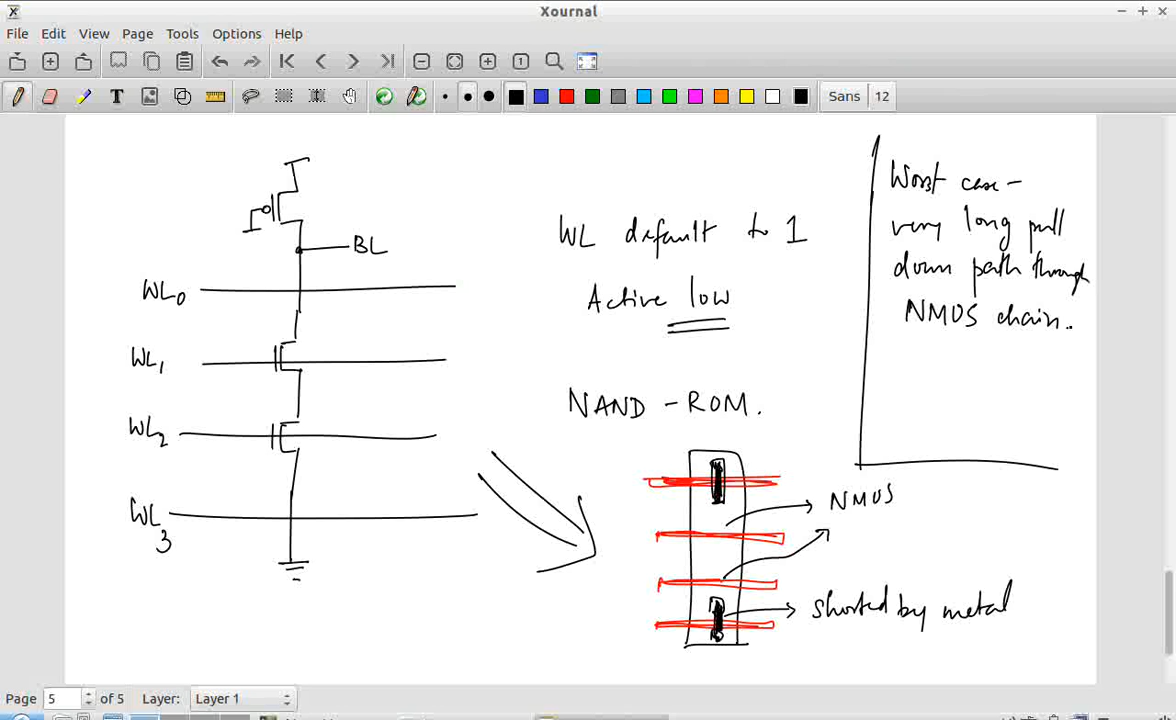 Xournal
File Edit View Page Tools Options Help
Sans 12
BL
WL0
WL1
WL2
WL3
WL default to 1
Active low
NAND - ROM.
NMOS
shorted by metal
Worst case -
very long pull
down path through
NMOS chain..
Page 5 of 5 Layer: Layer 1